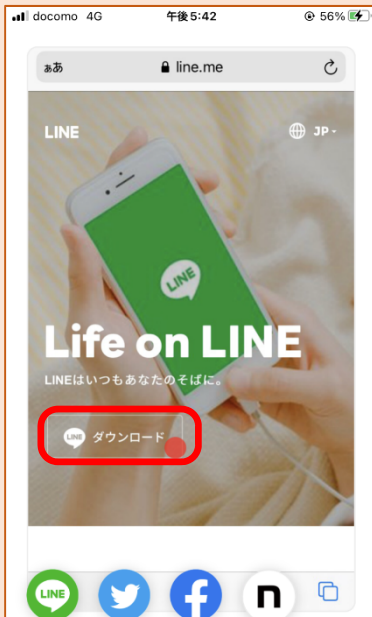 docomo 4G 午後5:42 56%
ぁあ line.me
LINE JP
LINE
Life on LINE
LINEはいつもあなたのそばに。
LINE ダウンロード
LINE n